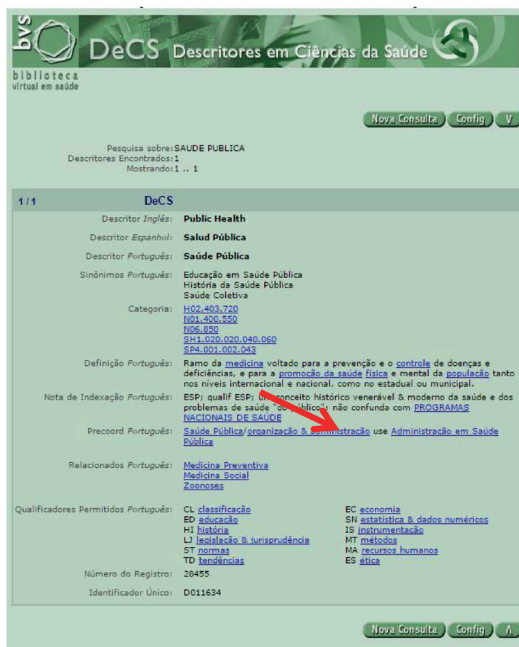 bvs
biblioteca
virtual em saúde
DeCS Descritores em Ciências da Saúde
Nova Consulta Config V
Pesquisa sobre: SAUDE PUBLICA
Descritores Encontrados: 1
Mostrando: 1 .. 1
1 / 1 DeCS
Descritor Inglês: Public Health
Descritor Espanhol: Salud Pública
Descritor Português: Saúde Pública
Sinônimos Português: Educação em Saúde Pública
História da Saúde Pública
Saúde Coletiva
Categoria: H02.403.720
N01.400.550
N06.850
SH1.020.020.040.060
SP4.001.002.043
Definição Português: Ramo da medicina voltado para a prevenção e o controle de doenças e
deficiências, e para a promoção da saúde física e mental da população tanto
nos níveis internacional e nacional, como no estadual ou municipal.
Nota de Indexação Português: ESP; qualif ESP; conceito histórico venerável & moderno da saúde e dos
problemas de saúde "do público"; não confunda com PROGRAMAS
NACIONAIS DE SAÚDE
Precoord Português: Saúde Pública/organização & administração use Administração em Saúde
Pública
Relacionados Português: Medicina Preventiva
Medicina Social
Zoonoses
Qualificadores Permitidos Português: CL classificação EC economia
ED educação SN estatística & dados numéricos
HI história IS instrumentação
LJ legislação & jurisprudência MT métodos
ST normas MA recursos humanos
TD tendências ES ética
Número do Registro: 28455
Identificador Único: D011634
Nova Consulta Config Λ